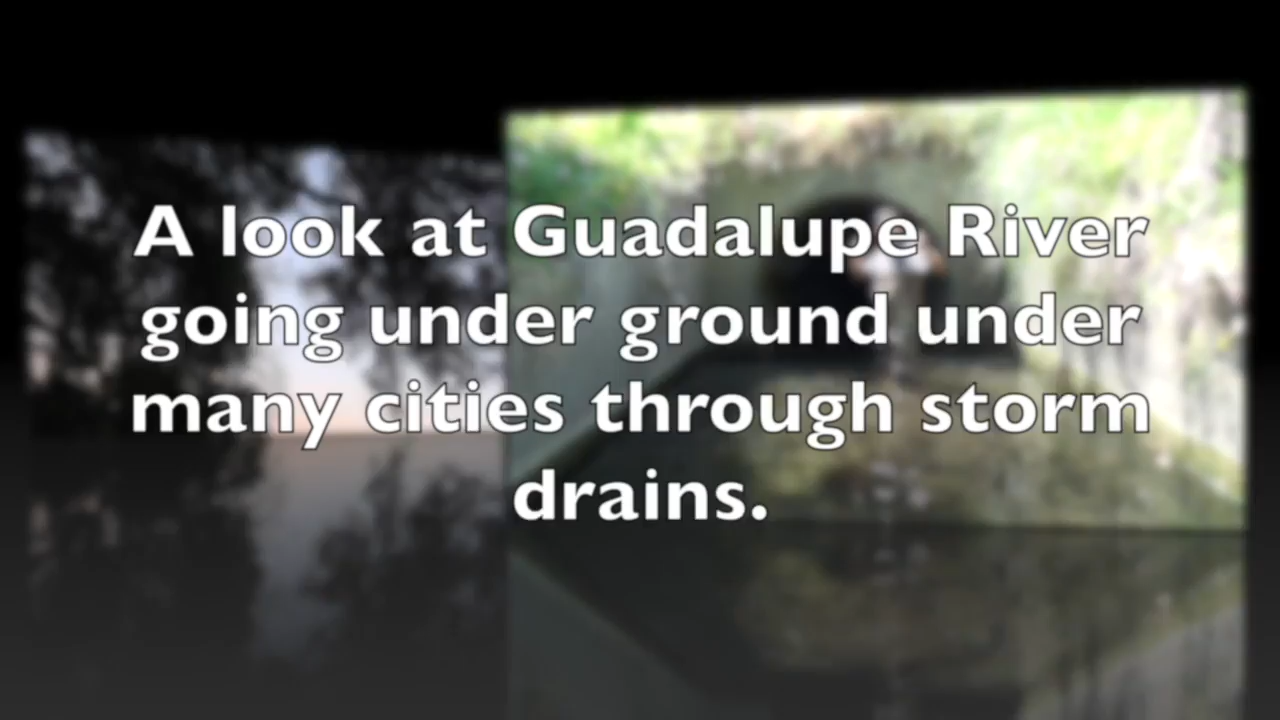 A look at Guadalupe River
going under ground under
many cities through storm
drains.